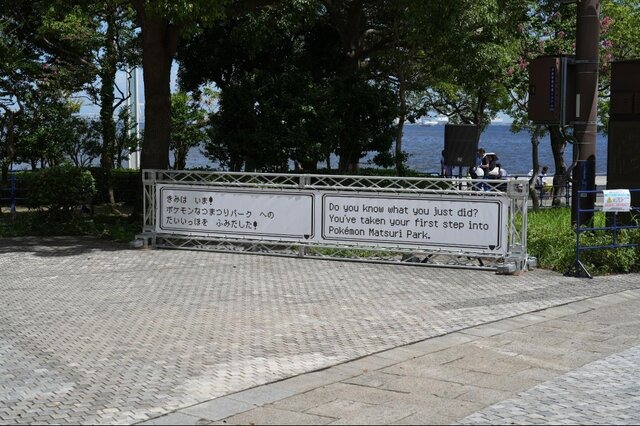 きみは いま!
ポケモンなつまつりパーク への
だいいっぽを ふみだした!
Do you know what you just did?
You've taken your first step into
Pokémon Matsuri Park.